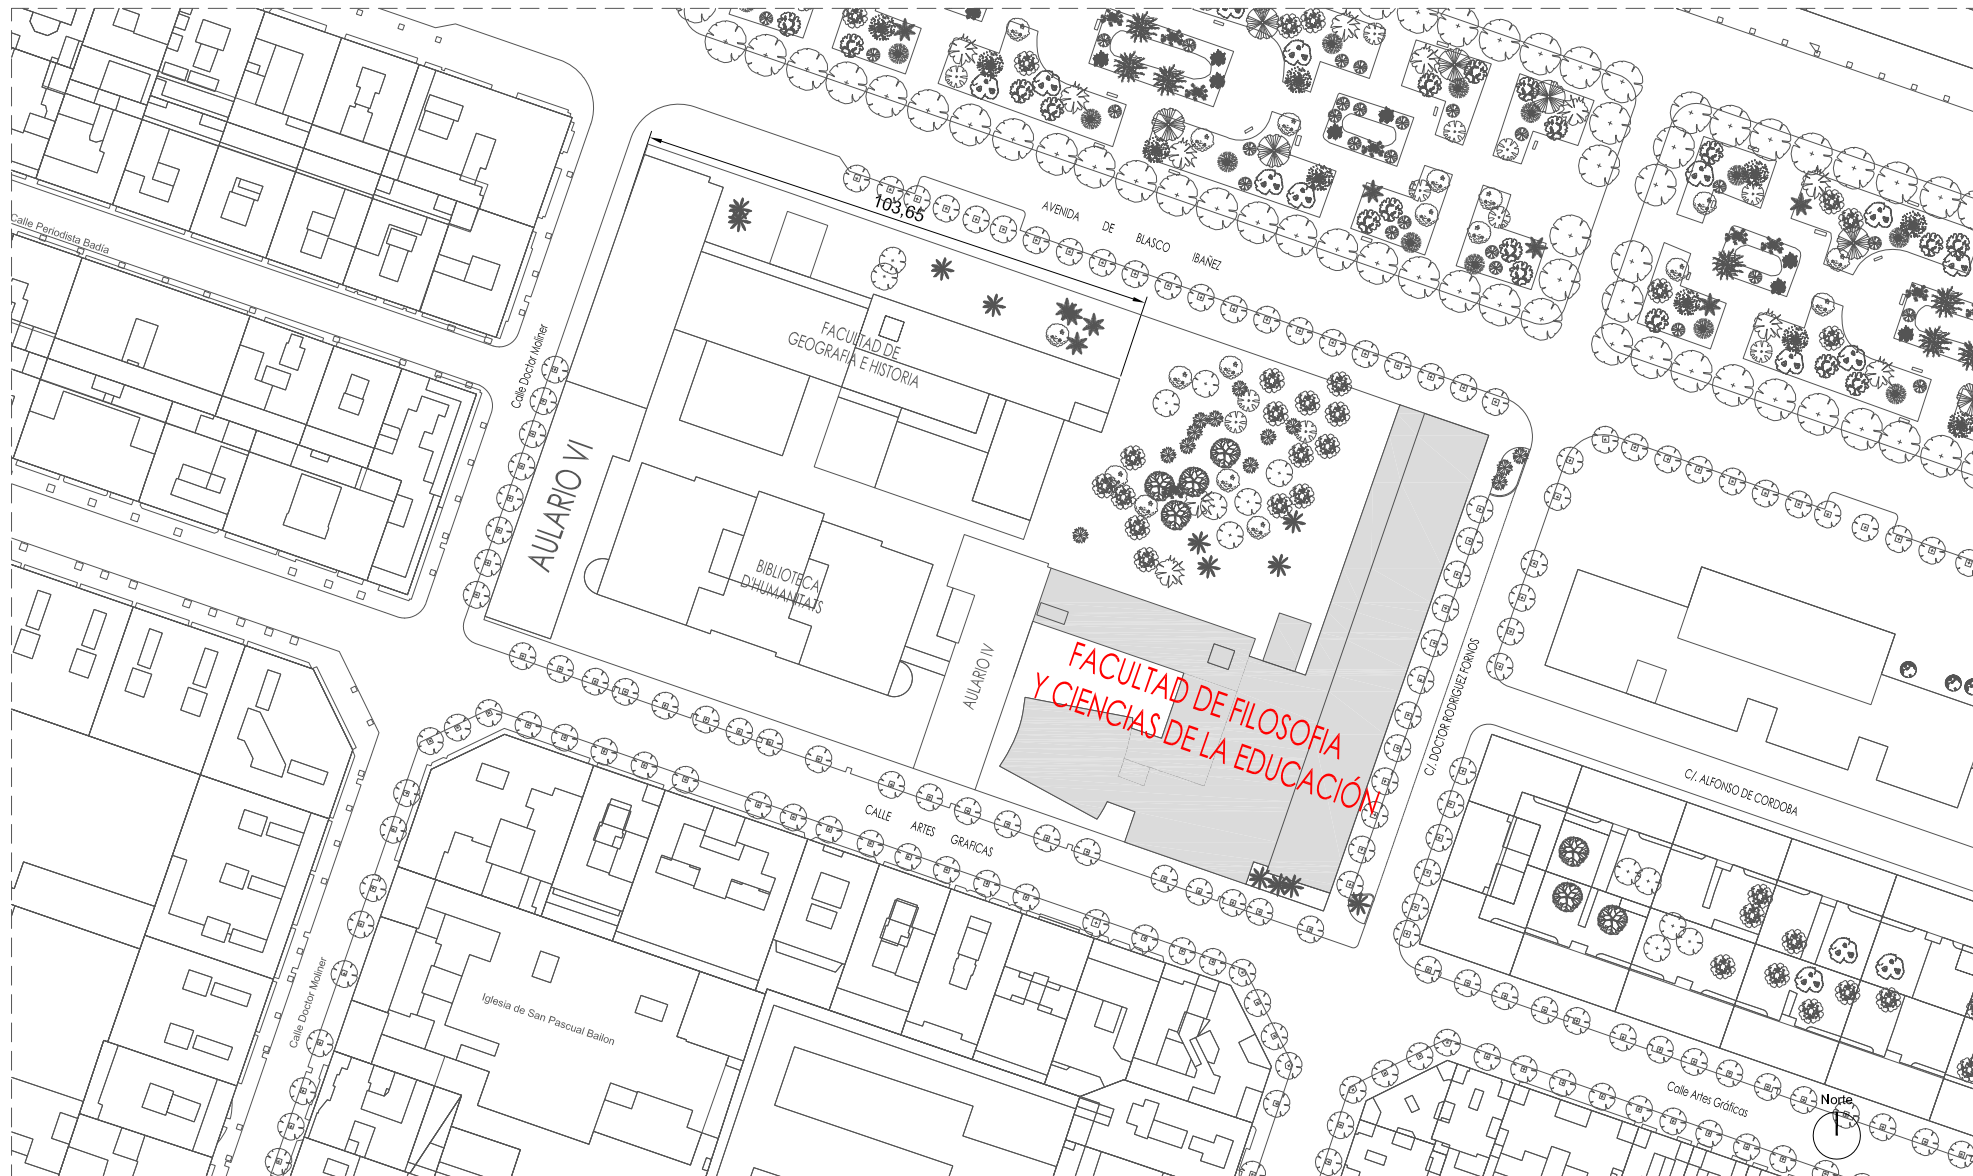 Calle Periodista Badía
103,65
AVENIDA
DE BLASCO
IBAÑEZ
Calle Doctor Moliner
FACULTAD DE
GEOGRAFIA E HISTORIA
AULARIO VI
BIBLIOTECA
D'HUMANITATS
AULARIO IV
FACULTAD DE FILOSOFIA
Y CIENCIAS DE LA EDUCACIÓN
C/. DOCTOR RODRIGUEZ FORNOS
C/. ALFONSO DE CORDOBA
CALLE ARTES
GRAFICAS
Iglesia de San Pascual Bailon
Calle Doctor Moliner
Calle Artes Gráficas
Norte